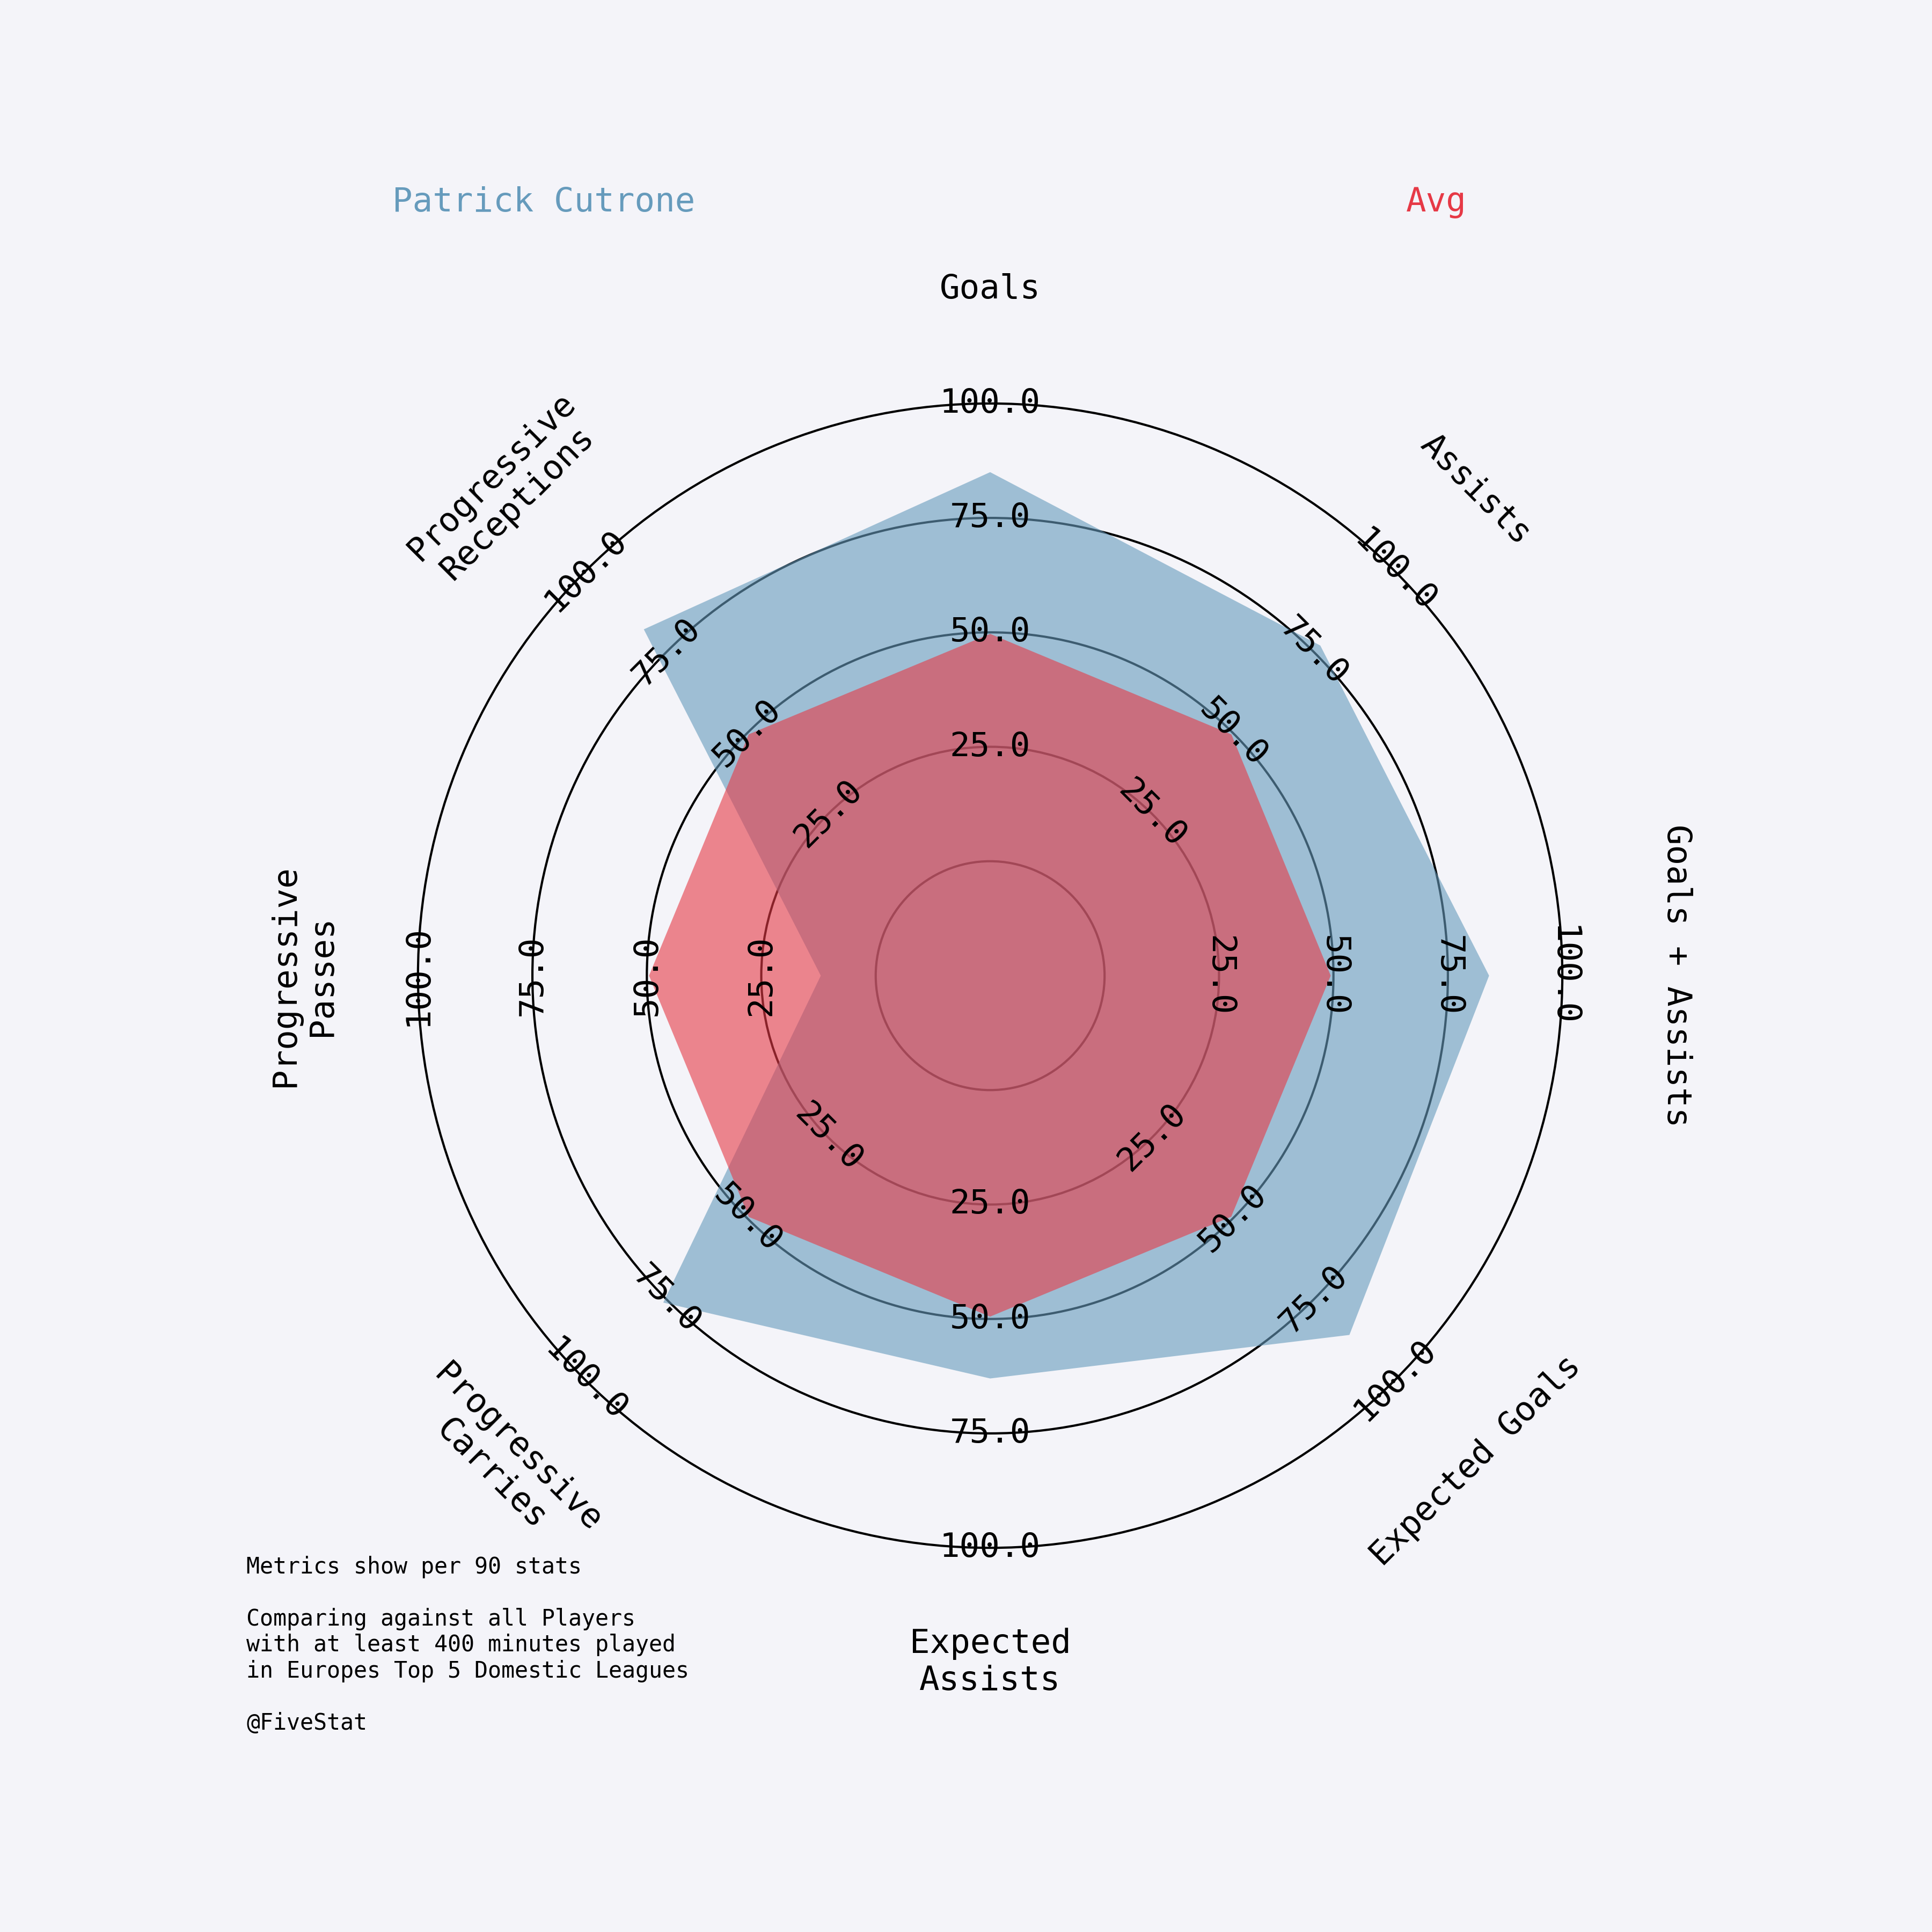 Patrick Cutrone
Avg
Goals
Assists
Goals + Assists
Expected Goals
Expected
Assists
Progressive
Carries
Progressive
Passes
Progressive
Receptions
25.0
50.0
75.0
100.0
25.0
50.0
75.0
100.0
25.0
50.0
75.0
100.0
25.0
50.0
75.0
100.0
25.0
50.0
75.0
100.0
25.0
50.0
75.0
100.0
25.0
50.0
75.0
100.0
25.0
50.0
75.0
100.0
Metrics show per 90 stats
Comparing against all Players
with at least 400 minutes played
in Europes Top 5 Domestic Leagues
@FiveStat